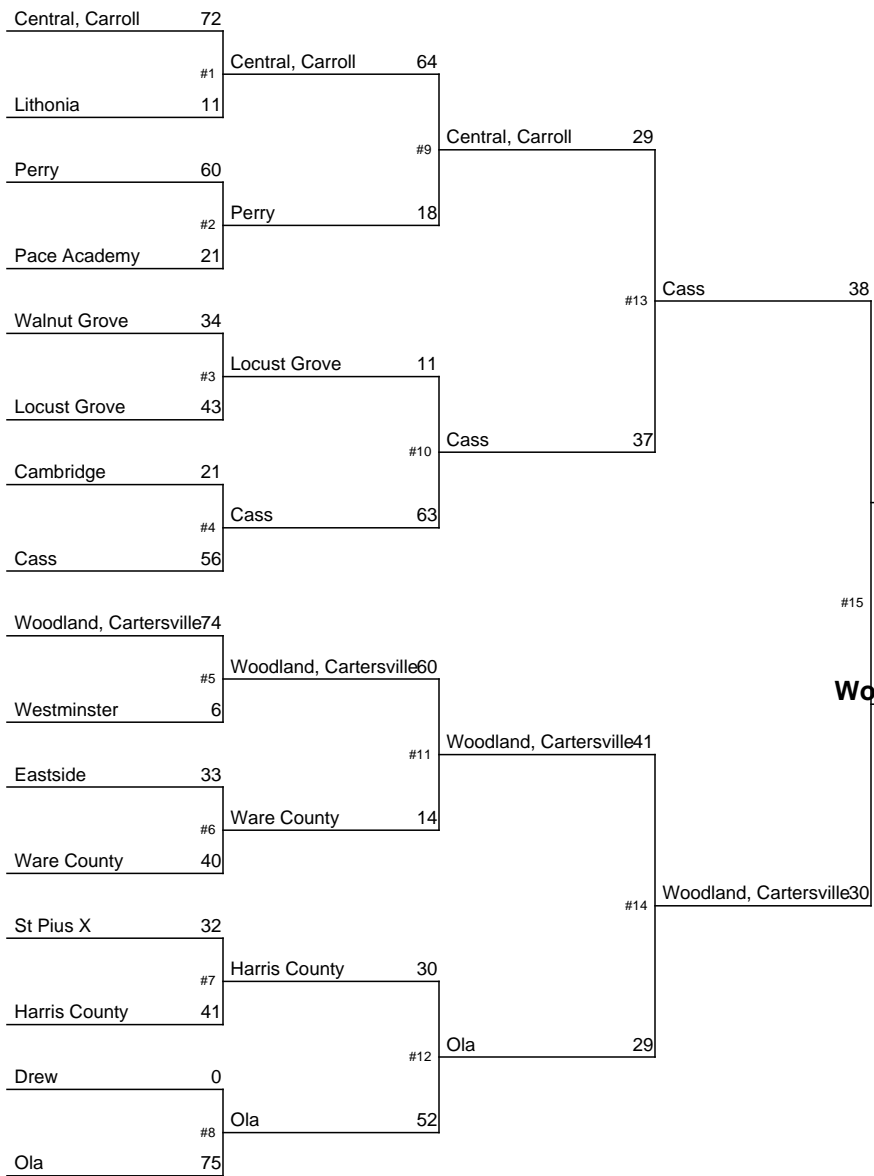 Central, Carroll 72
#1
Lithonia 11
Perry 60
#2
Pace Academy 21
Walnut Grove 34
#3
Locust Grove 43
Cambridge 21
#4
Cass 56
Woodland, Cartersville 74
#5
Westminster 6
Eastside 33
#6
Ware County 40
St Pius X 32
#7
Harris County 41
Drew 0
#8
Ola 75
Central, Carroll 64
#9
Perry 18
Locust Grove 11
#10
Cass 63
Woodland, Cartersville 60
#11
Ware County 14
Harris County 30
#12
Ola 52
Central, Carroll 29
#13
Cass 37
Woodland, Cartersville 41
#14
Ola 29
Cass 38
#15
Woodland, Cartersville 30
Wo